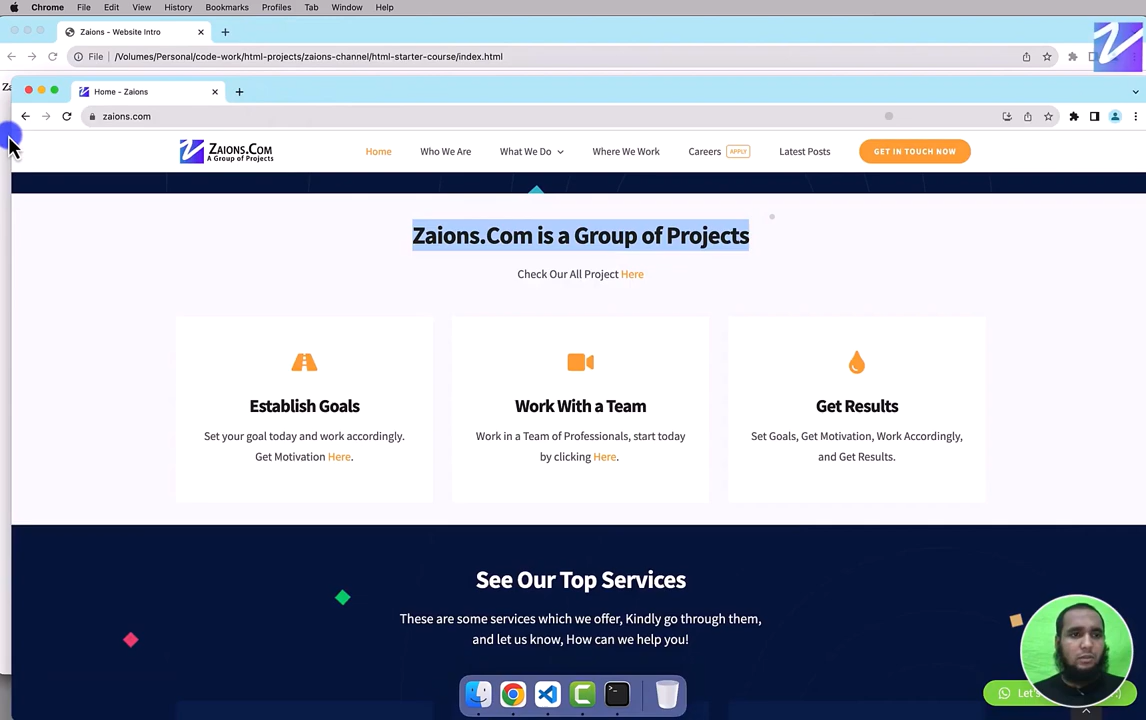 Chrome File Edit View History Bookmarks Profiles Tab Window Help
Zaions - Website Intro
File /Volumes/Personal/code-work/html-projects/zaions-channel/html-starter-course/index.html
Home - Zaions
zaions.com
ZAIONS.COM
A Group of Projects
Home Who We Are What We Do Where We Work Careers APPLY Latest Posts GET IN TOUCH NOW
Zaions.Com is a Group of Projects
Check Our All Project Here
Establish Goals
Set your goal today and work accordingly.
Get Motivation Here.
Work With a Team
Work in a Team of Professionals, start today
by clicking Here.
Get Results
Set Goals, Get Motivation, Work Accordingly,
and Get Results.
See Our Top Services
These are some services which we offer, Kindly go through them,
and let us know, How can we help you!
Let's